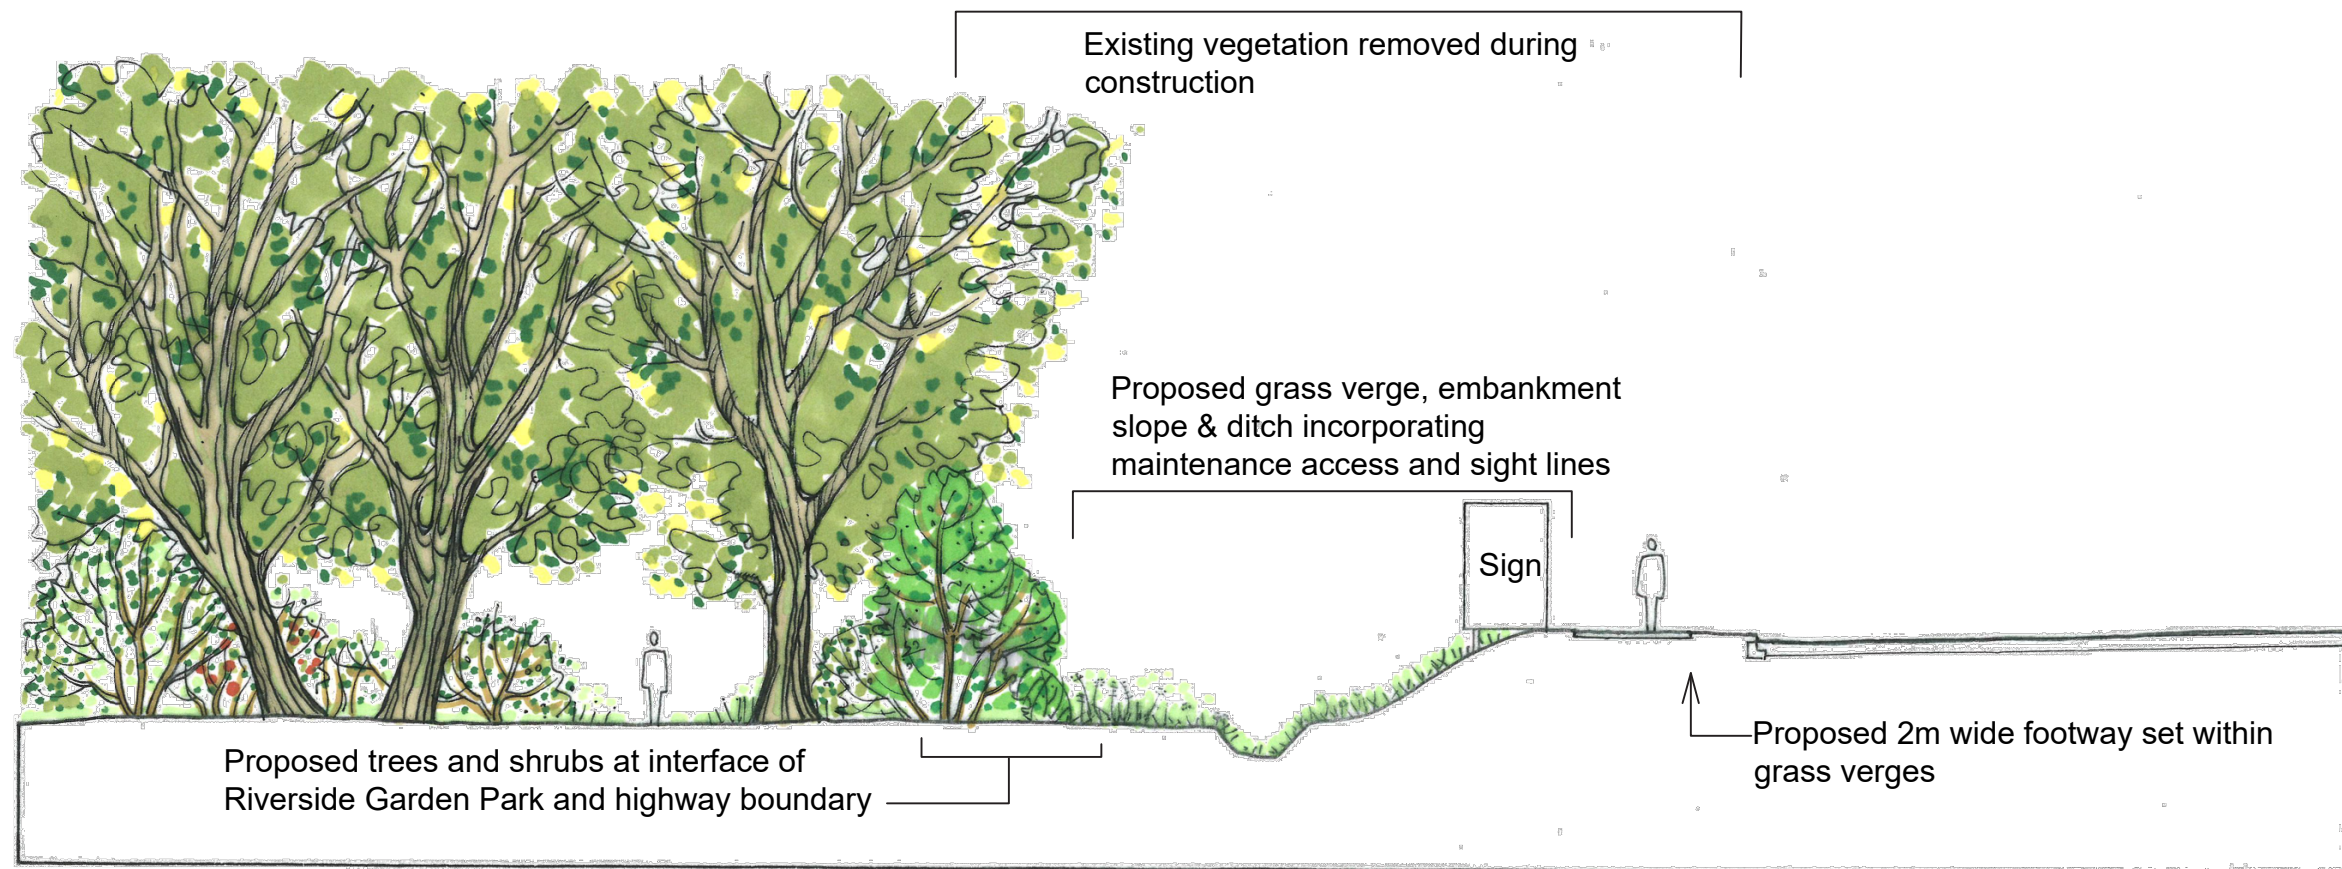 Existing vegetation removed during
construction
Proposed grass verge, embankment
slope & ditch incorporating
maintenance access and sight lines
Sign
Proposed 2m wide footway set within
grass verges
Proposed trees and shrubs at interface of
Riverside Garden Park and highway boundary